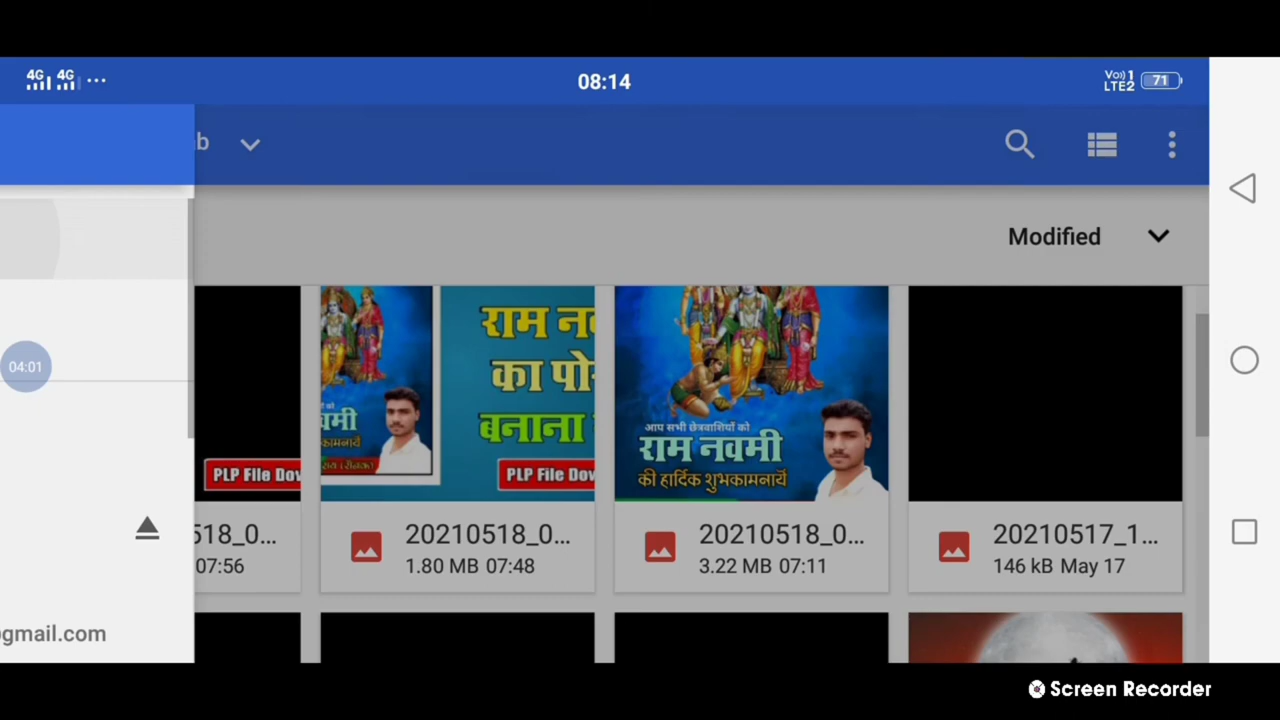 4G 4G ...
08:14
Vo) 1
LTE2
71
b
Modified
04:01
PLP File Dow
राम न
का पो
बनाना
PLP File Dow
आप सभी छेत्रवाशियों को
राम नवमी
की हार्दिक शुभकामनायें
518_0...
07:56
20210518_0...
1.80 MB 07:48
20210518_0...
3.22 MB 07:11
20210517_1...
146 kB May 17
gmail.com
Screen Recorder